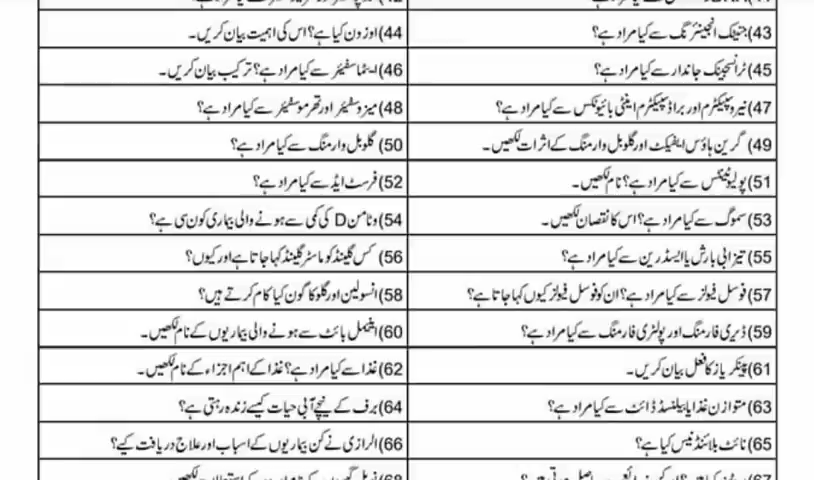 43) جنیٹک انجینئرنگ سے کیا مراد ہے؟
44) اوزون کیا ہے؟ اس کی اہمیت بیان کریں۔
45) ٹرانسجینک جاندار سے کیا مراد ہے؟
46) ایٹماسفیئر سے کیا مراد ہے؟ ترکیب بیان کریں۔
47) نیروسپیکٹرم اور براڈ سپیکٹرم اینٹی بائیوٹکس سے کیا مراد ہے؟
48) میزوسفیئر اور تھرموسفیئر سے کیا مراد ہے؟
49) گرین ہاؤس ایفیکٹ اور گلوبل وارمنگ کے اثرات لکھیں۔
50) گلوبل وارمنگ سے کیا مراد ہے؟
51) پولیوٹینٹس سے کیا مراد ہے؟ نام لکھیں۔
52) فرسٹ ایڈ سے کیا مراد ہے؟
53) سموگ سے کیا مراد ہے؟ اس کا نقصان لکھیں۔
54) وٹامن D کی کمی سے ہونے والی بیماری کون سی ہے؟
55) تیزابی بارش یا ایسڈ رین سے کیا مراد ہے؟
56) کس گلینڈ کو ماسٹر گلینڈ کہا جاتا ہے اور کیوں؟
57) فوسل فیولز سے کیا مراد ہے؟ ان کو فوسل فیولز کیوں کہا جاتا ہے؟
58) انسولین اور گلوکاگون کیا کام کرتے ہیں؟
59) ڈیری فارمنگ اور پولٹری فارمنگ سے کیا مراد ہے؟
60) اینیمل بائٹ سے ہونے والی بیماریوں کے نام لکھیں۔
61) پینکریاز کا فعل بیان کریں۔
62) غذا سے کیا مراد ہے؟ غذا کے اہم اجزاء کے نام لکھیں۔
63) متوازن غذا یا بیلنسڈ ڈائٹ سے کیا مراد ہے؟
64) برف کے نیچے آبی حیات کیسے زندہ رہتی ہے؟
65) نائٹ بلائنڈ نیس کیا ہے؟
66) الرازی نے کن بیماریوں کے اسباب اور علاج دریافت کیے؟